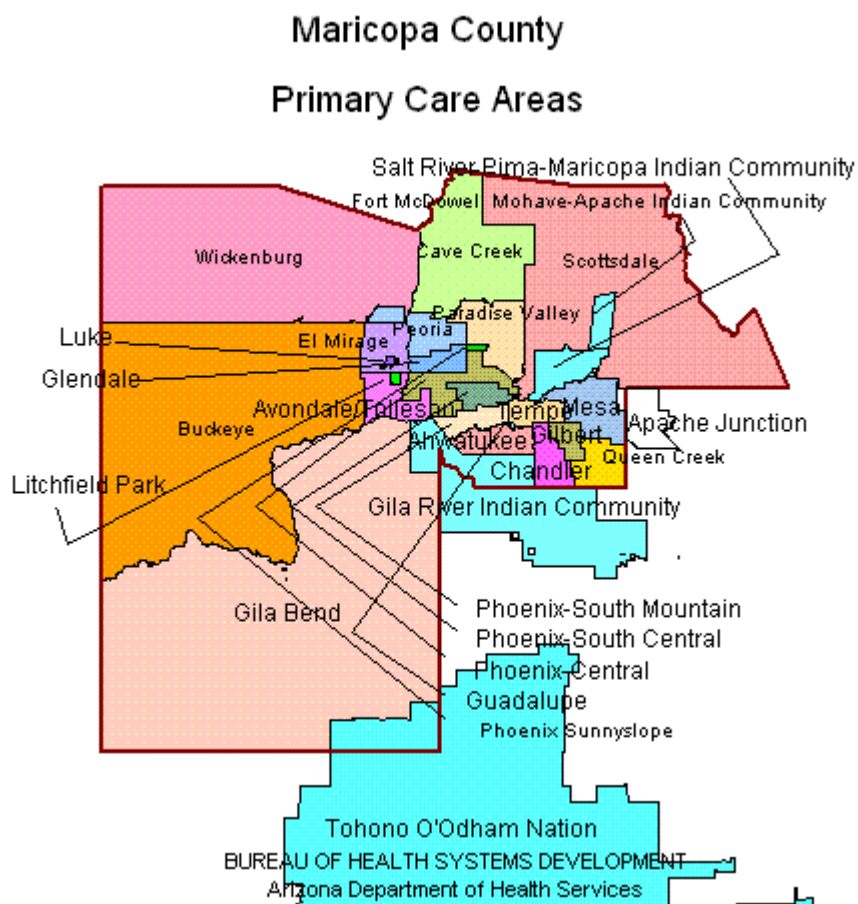 Maricopa County
Primary Care Areas
Salt River Pima-Maricopa Indian Community
Fort McDowel Mohave-Apache Indian Community
Wickenburg
Cave Creek
Scottsdale
Paradise Valley
Luke
El Mirage
Peoria
Glendale
Avondale/Tolleson
Tempe
Mesa
Buckeye
Ahwatukee
Gilbert
Apache Junction
Queen Creek
Chandler
Litchfield Park
Gila River Indian Community
Gila Bend
Phoenix-South Mountain
Phoenix-South Central
Phoenix-Central
Guadalupe
Phoenix Sunnyslope
Tohono O'Odham Nation
BUREAU OF HEALTH SYSTEMS DEVELOPMENT
Arizona Department of Health Services